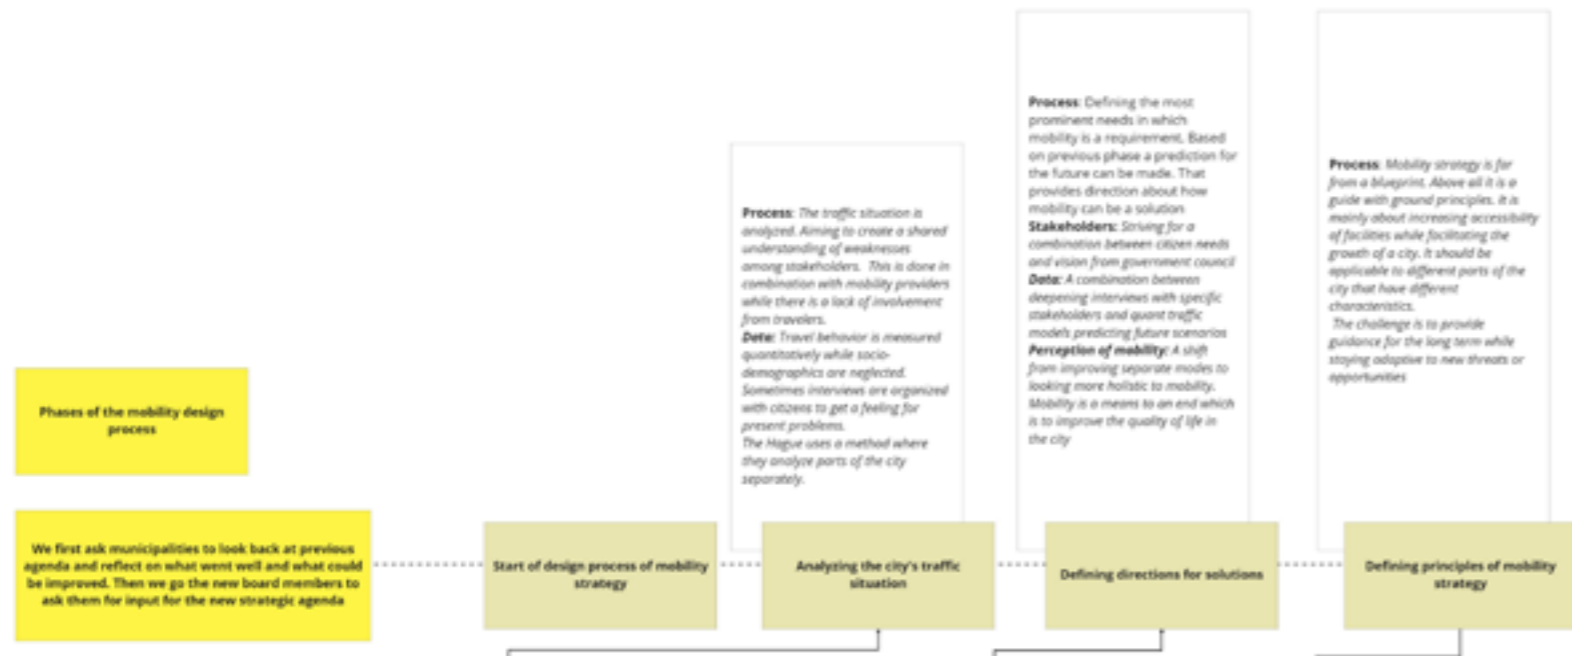 Phases of the mobility design
process
We first ask municipalities to look back at previous
agenda and reflect on what went well and what could
be improved. Then we go the new board members to
ask them for input for the new strategic agenda
Start of design process of mobility
strategy
Process: The traffic situation is
analyzed. Aiming to create a shared
understanding of weaknesses
among stakeholders.  This is done in
combination with mobility providers
while there is a lack of involvement
from travelers.
Data: Travel behavior is measured
quantitatively while socio-
demographics are neglected.
Sometimes interviews are organized
with citizens to get a feeling for
present problems.
The Hague uses a method where
they analyze parts of the city
separately.
Analyzing the city's traffic
situation
Process: Defining the most
prominent needs in which
mobility is a requirement. Based
on previous phase a prediction for
the future can be made. That
provides direction about how
mobility can be a solution
Stakeholders: Striving for a
combination between citizen needs
and vision from government council
Data: A combination between
deepening interviews with specific
stakeholders and quant traffic
models predicting future scenarios
Perception of mobility: A shift
from improving separate modes to
looking more holistic to mobility.
Mobility is a means to an end which
is to improve the quality of life in
the city
Defining directions for solutions
Process: Mobility strategy is far
from a blueprint. Above all it is a
guide with ground principles. It is
mainly about increasing accessibility
of facilities while facilitating the
growth of a city. It should be
applicable to different parts of the
city that have different
characteristics.
The challenge is to provide
guidance for the long term while
staying adaptive to new threats or
opportunities
Defining principles of mobility
strategy